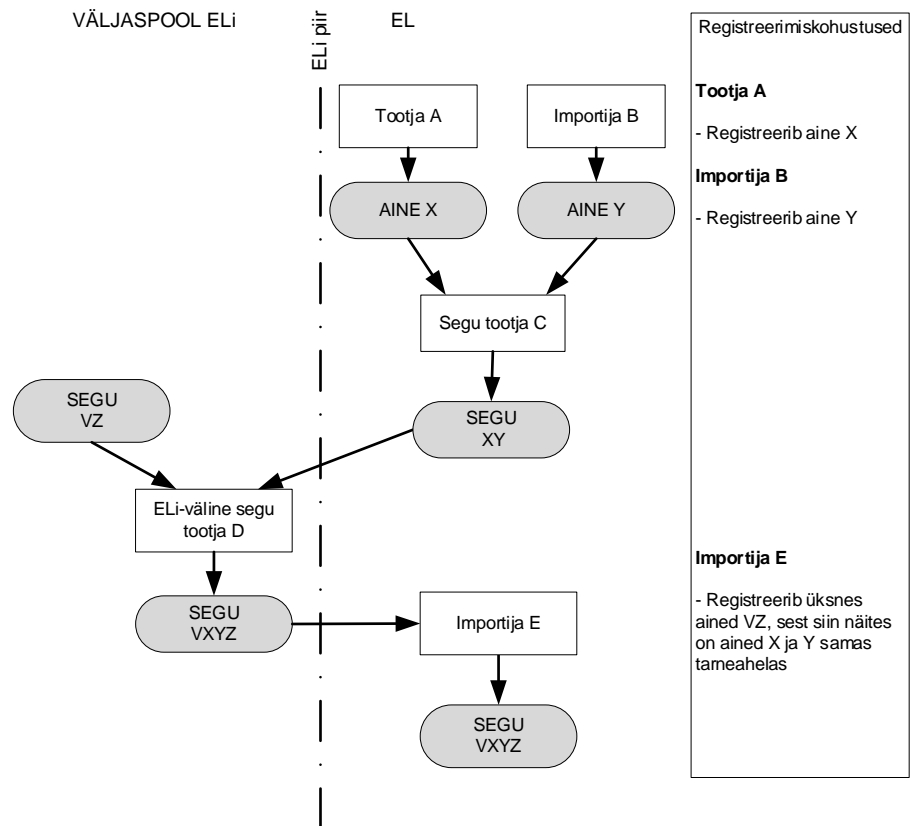 VÄLJASPOOL ELi
ELi piir
EL
Tootja A
Importija B
AINE X
AINE Y
Segu tootja C
SEGU
VZ
SEGU
XY
ELi-väline segu
tootja D
SEGU
VXYZ
Importija E
SEGU
VXYZ
Registreerimiskohustused
Tootja A
- Registreerib aine X
Importija B
- Registreerib aine Y
Importija E
- Registreerib üksnes
ained VZ, sest siin näites
on ained X ja Y samas
tarneahelas